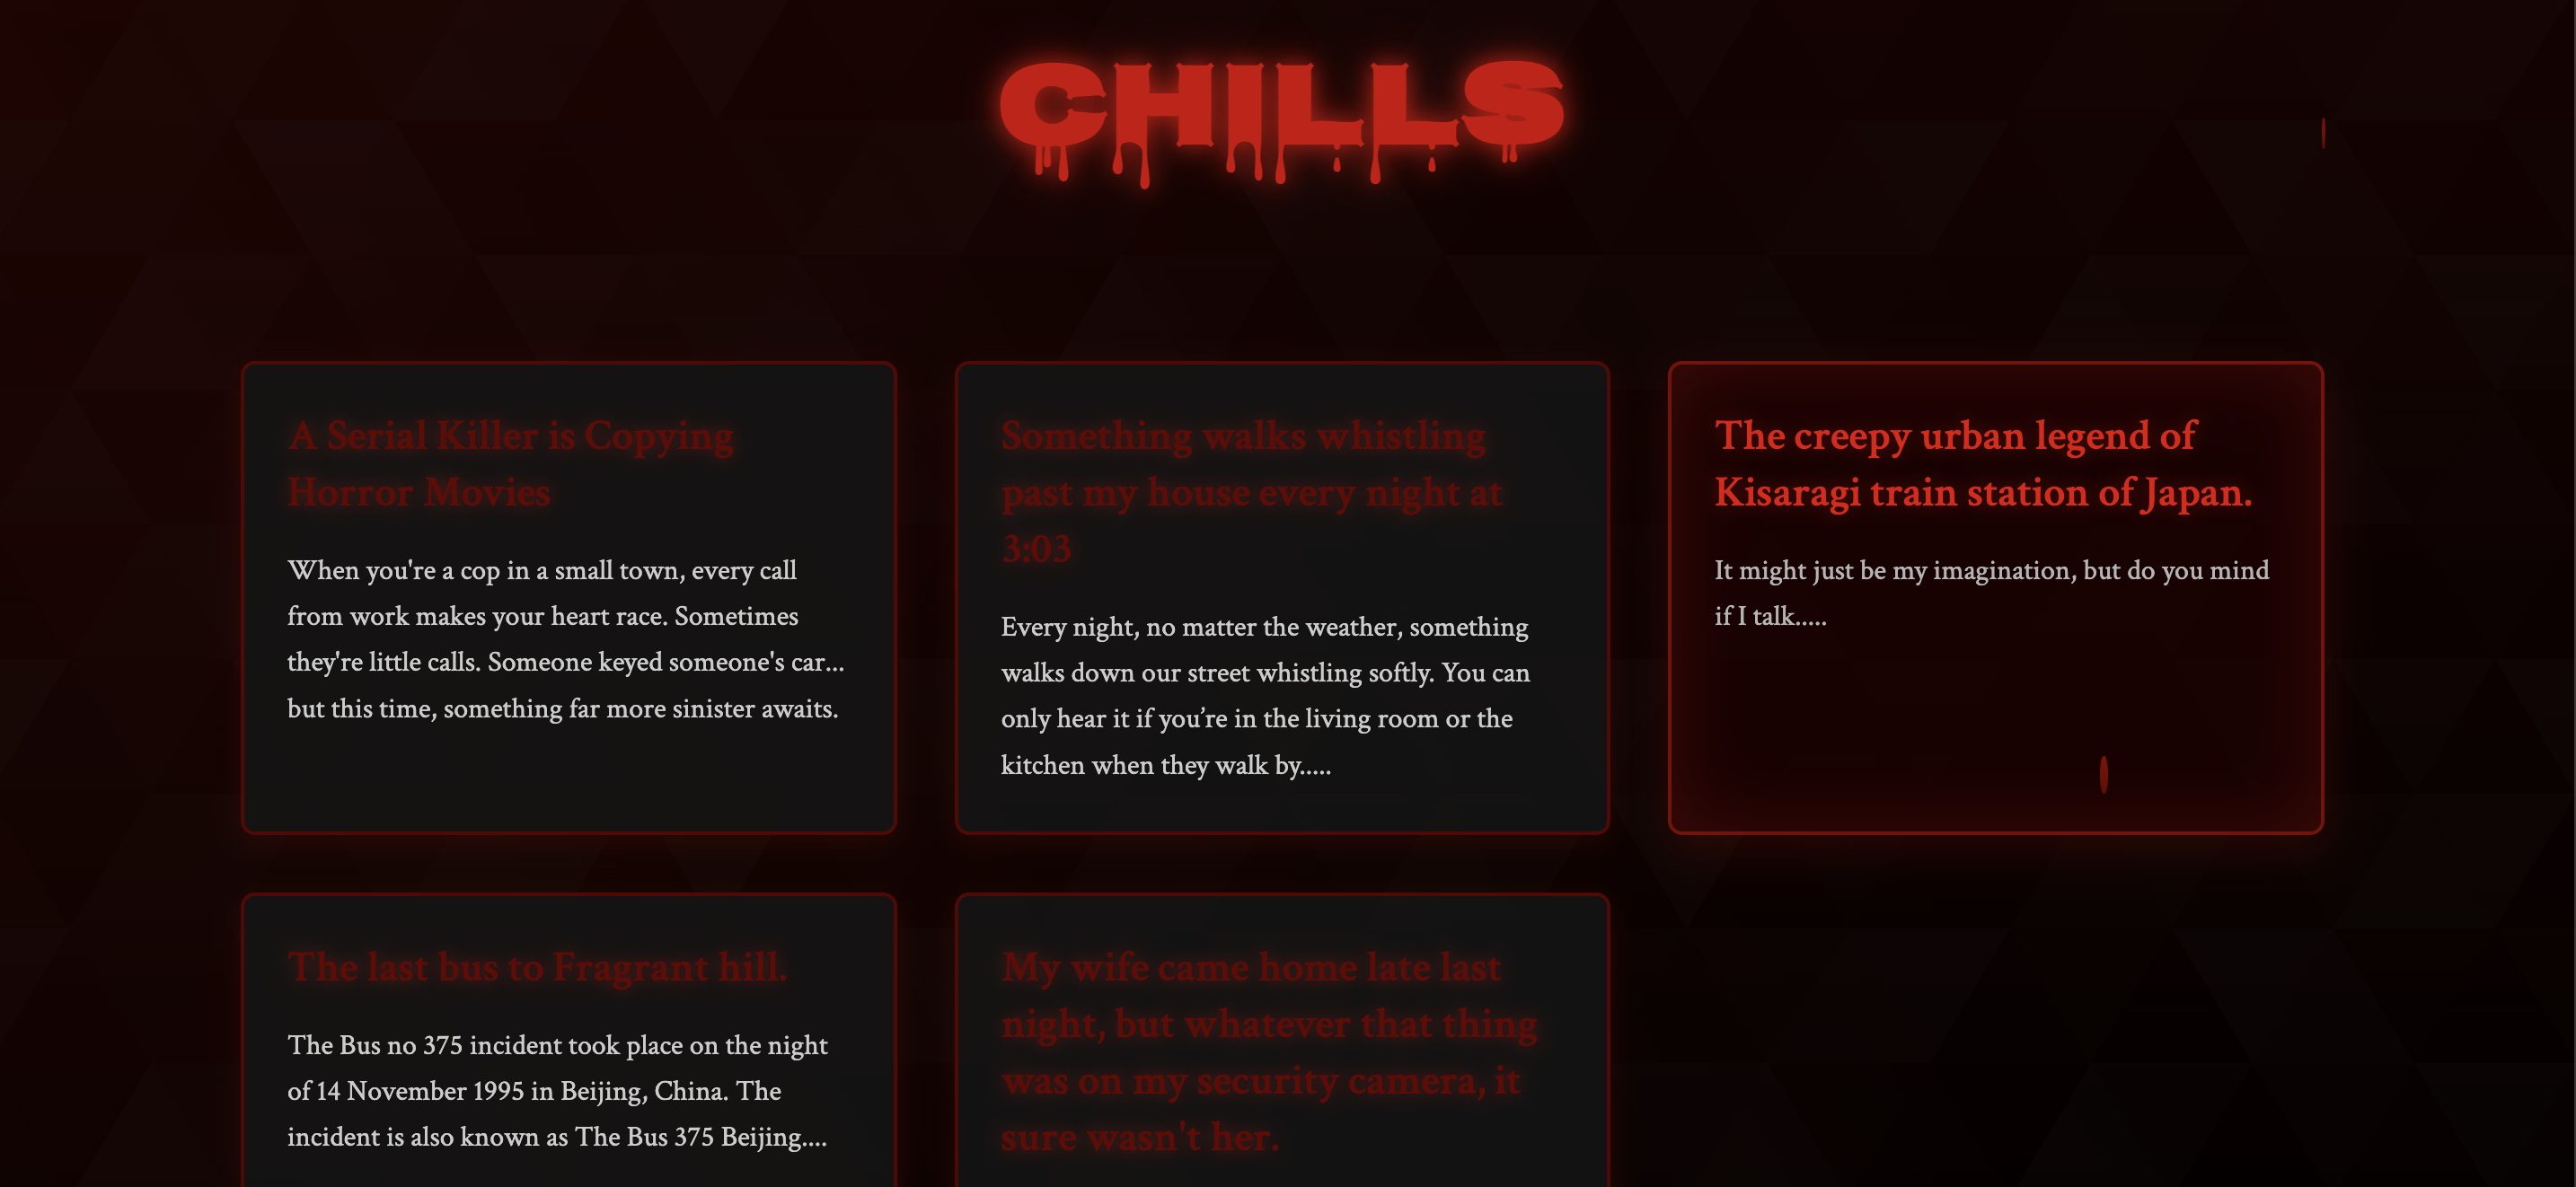 CHILLS
A Serial Killer is Copying
Horror Movies
When you're a cop in a small town, every call
from work makes your heart race. Sometimes
they're little calls. Someone keyed someone's car...
but this time, something far more sinister awaits.
Something walks whistling
past my house every night at
3:03
Every night, no matter the weather, something
walks down our street whistling softly. You can
only hear it if you’re in the living room or the
kitchen when they walk by.....
The creepy urban legend of
Kisaragi train station of Japan.
It might just be my imagination, but do you mind
if I talk.....
The last bus to Fragrant hill.
The Bus no 375 incident took place on the night
of 14 November 1995 in Beijing, China. The
incident is also known as The Bus 375 Beijing....
My wife came home late last
night, but whatever that thing
was on my security camera, it
sure wasn't her.